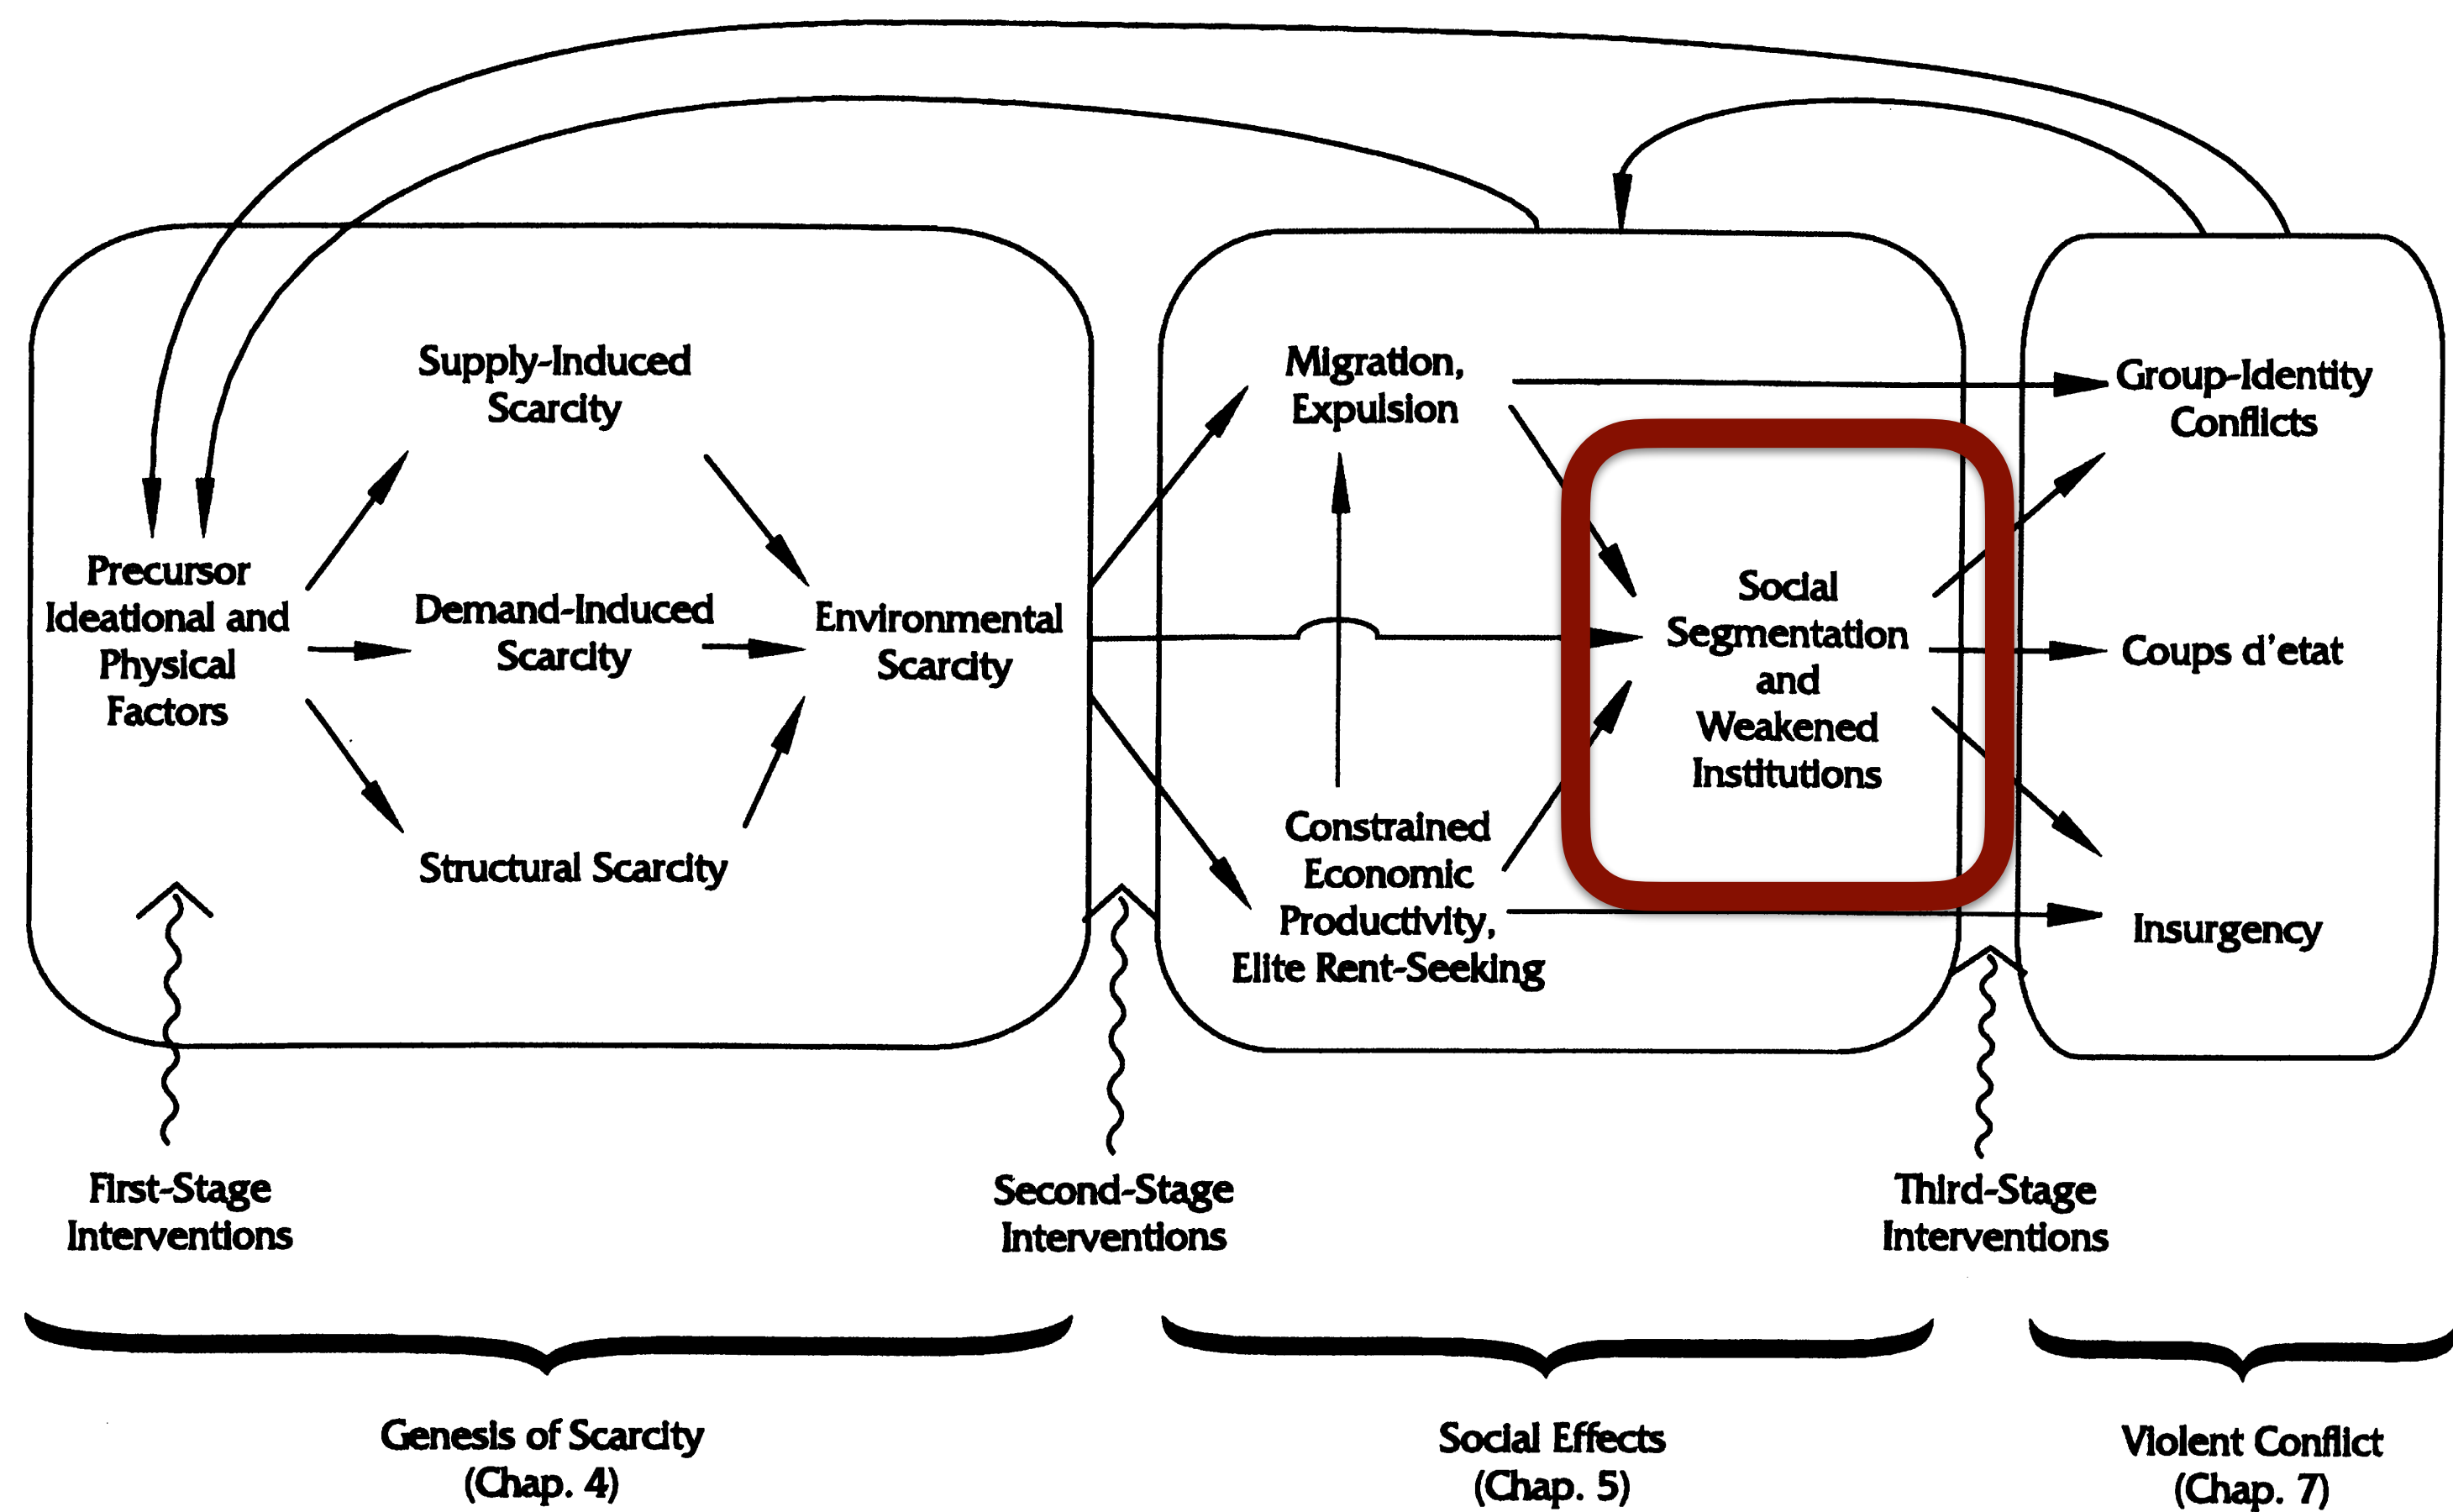 Supply-Induced
Scarcity
Precursor
Ideational and
Physical
Factors
Demand-Induced
Scarcity
Structural Scarcity
Environmental
Scarcity
Migration,
Expulsion
Social
Segmentation
and
Weakened
Institutions
Constrained
Economic
Productivity,
Elite Rent-Seeking
Group-Identity
Conflicts
Coups d'etat
Insurgency
First-Stage
Interventions
Second-Stage
Interventions
Third-Stage
Interventions
Genesis of Scarcity
(Chap. 4)
Social Effects
(Chap. 5)
Violent Conflict
(Chap. 7)